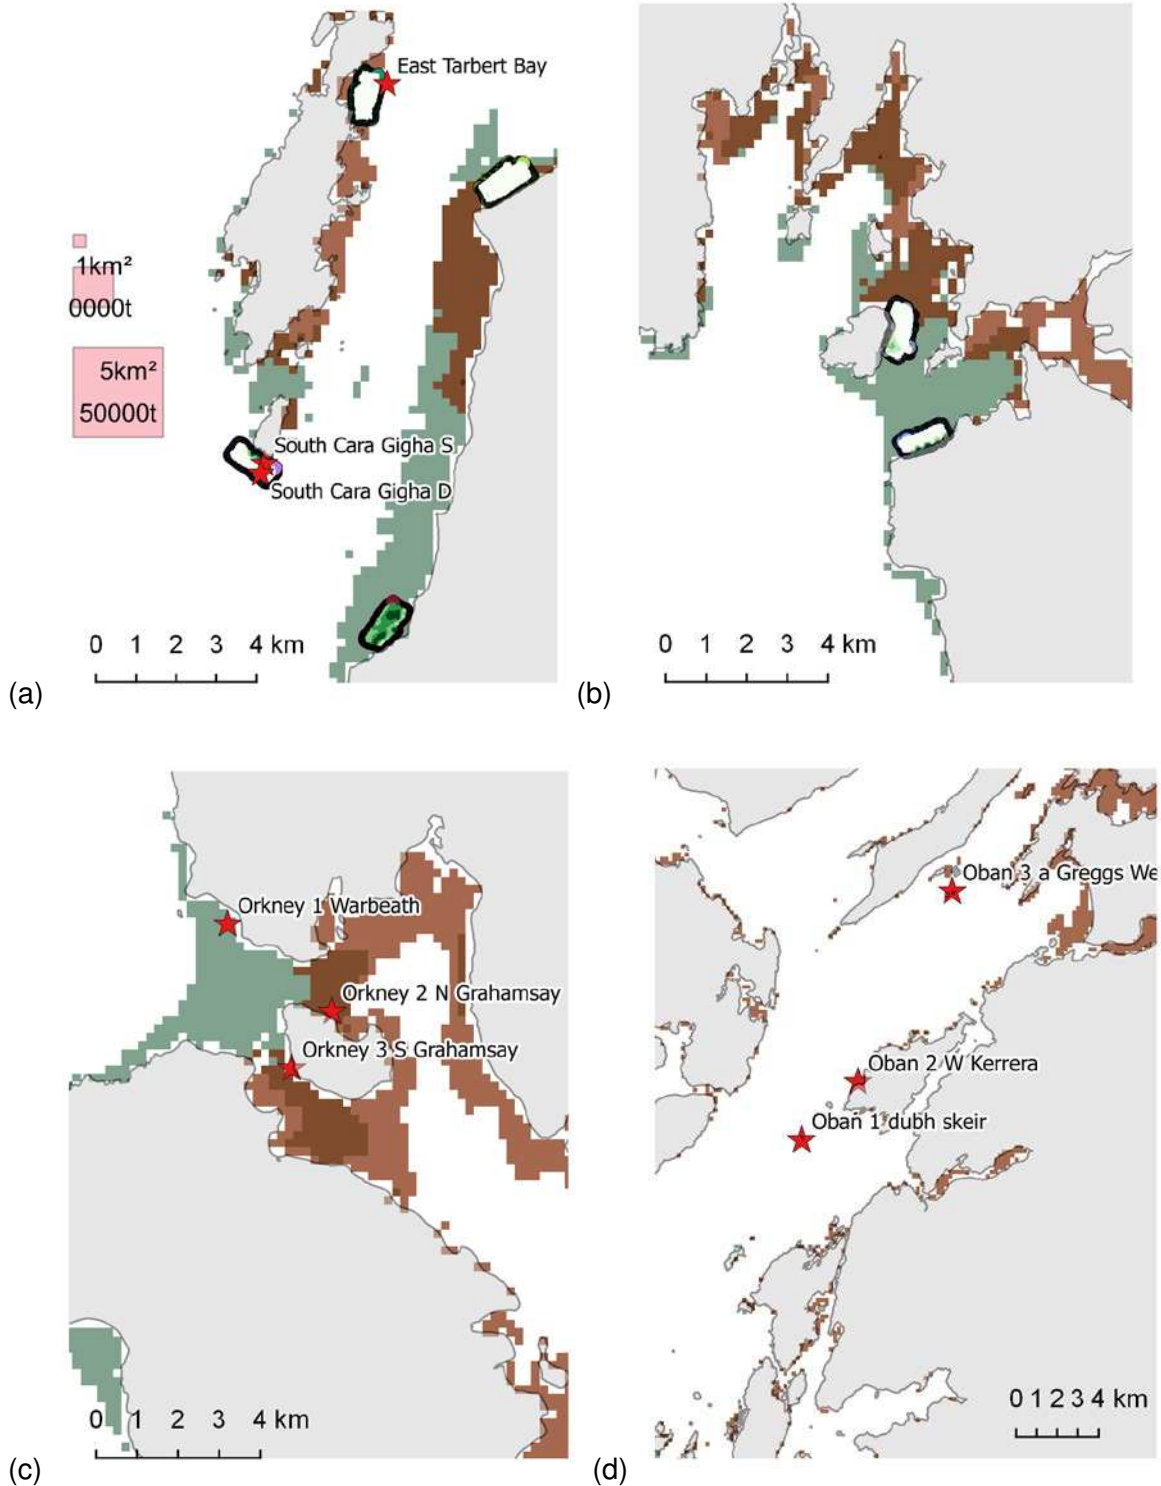 East Tarbert Bay
1km²
0000t
5km²
50000t
South Cara Gigha S
South Cara Gigha D
0 1 2 3 4 km
(a)
0 1 2 3 4 km
(b)
Orkney 1 Warbeath
Orkney 2 N Grahamsay
Orkney 3 S Grahamsay
0 1 2 3 4 km
(c)
Oban 3 a Greggs We
Oban 2 W Kerrera
Oban 1 dubh skeir
0 1 2 3 4 km
(d)